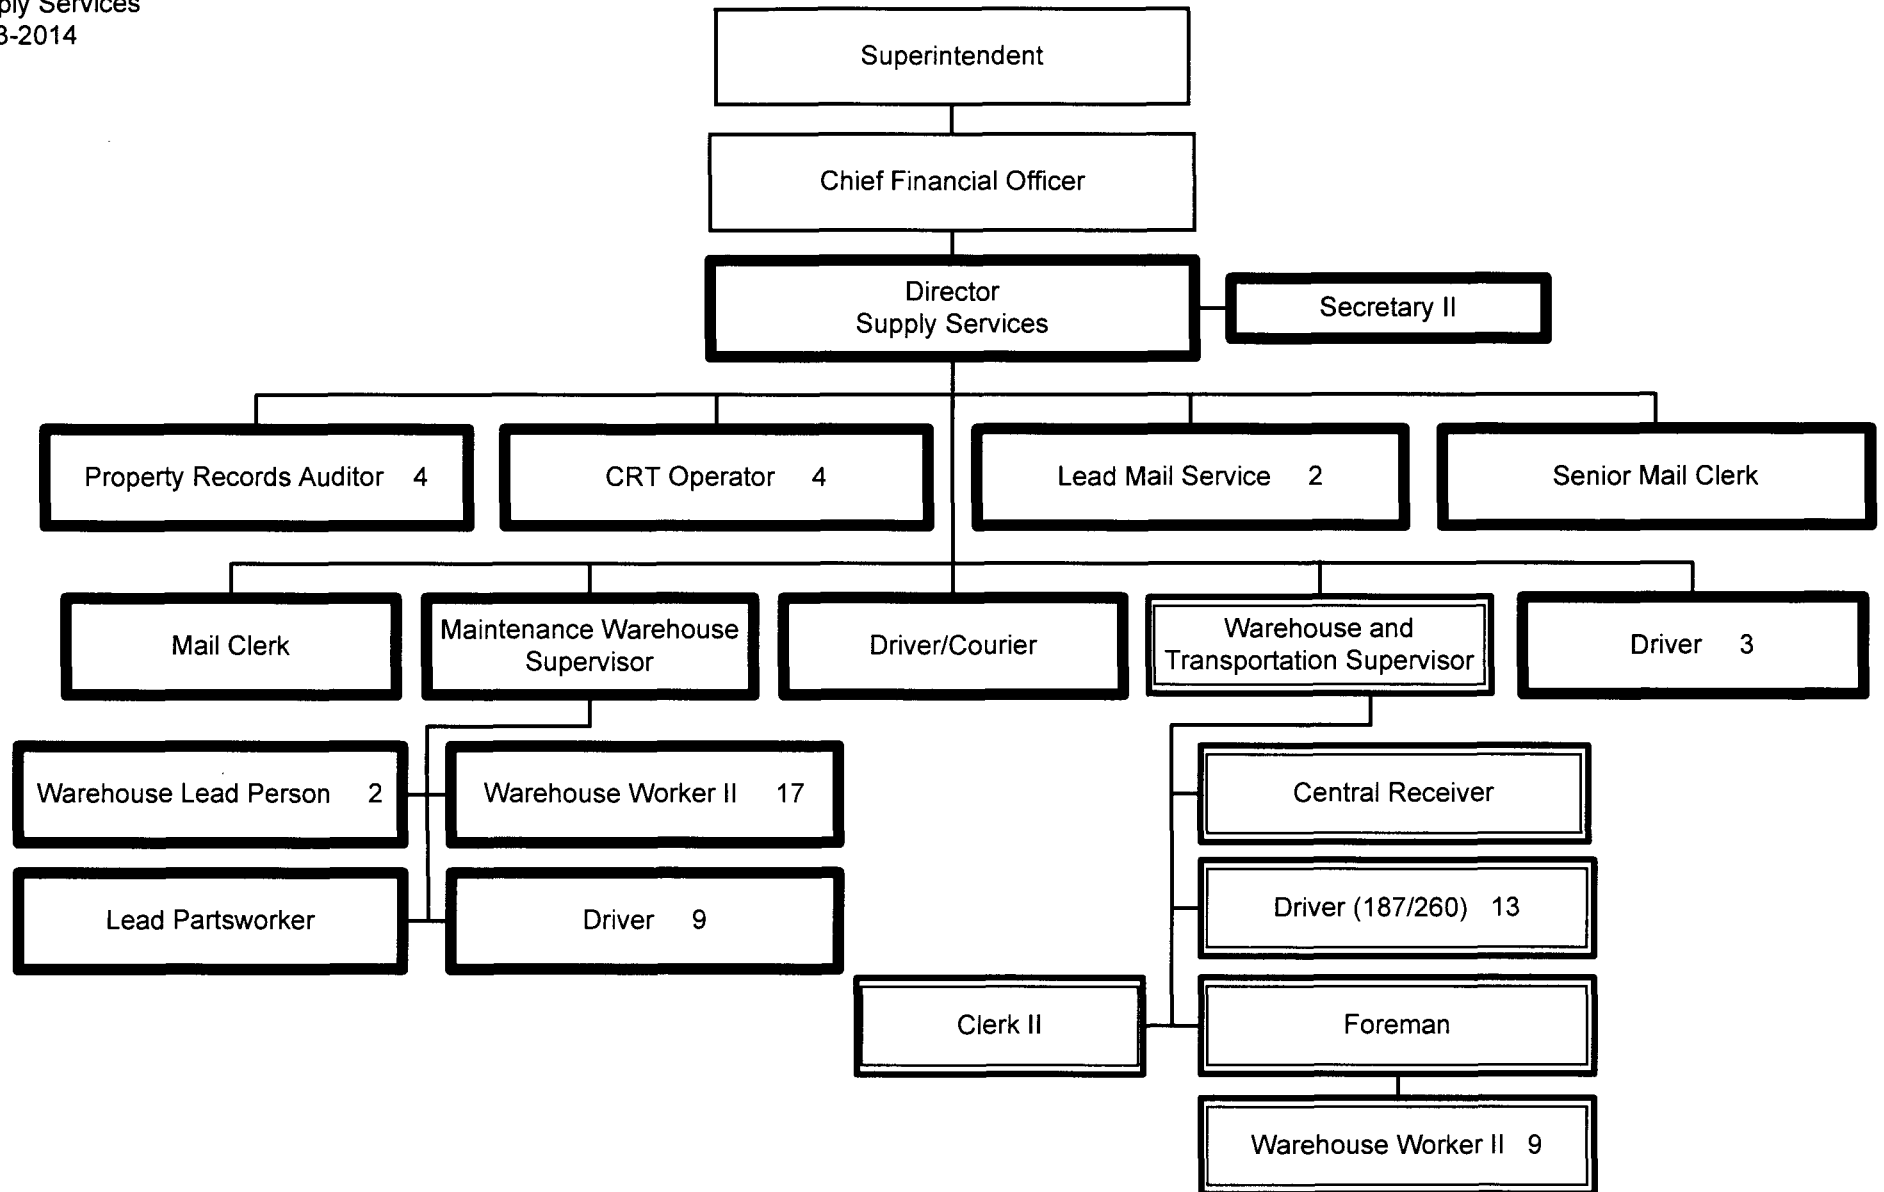 Services
-2014
Superintendent
Chief Financial Officer
Director
Supply Services
Secretary II
Property Records Auditor 4
CRT Operator 4
Lead Mail Service 2
Senior Mail Clerk
Mail Clerk
Maintenance Warehouse
Supervisor
Driver/Courier
Warehouse and
Transportation Supervisor
Driver 3
Warehouse Lead Person 2
Warehouse Worker II 17
Central Receiver
Lead Partsworker
Driver 9
Driver (187/260) 13
Clerk II
Foreman
Warehouse Worker II 9